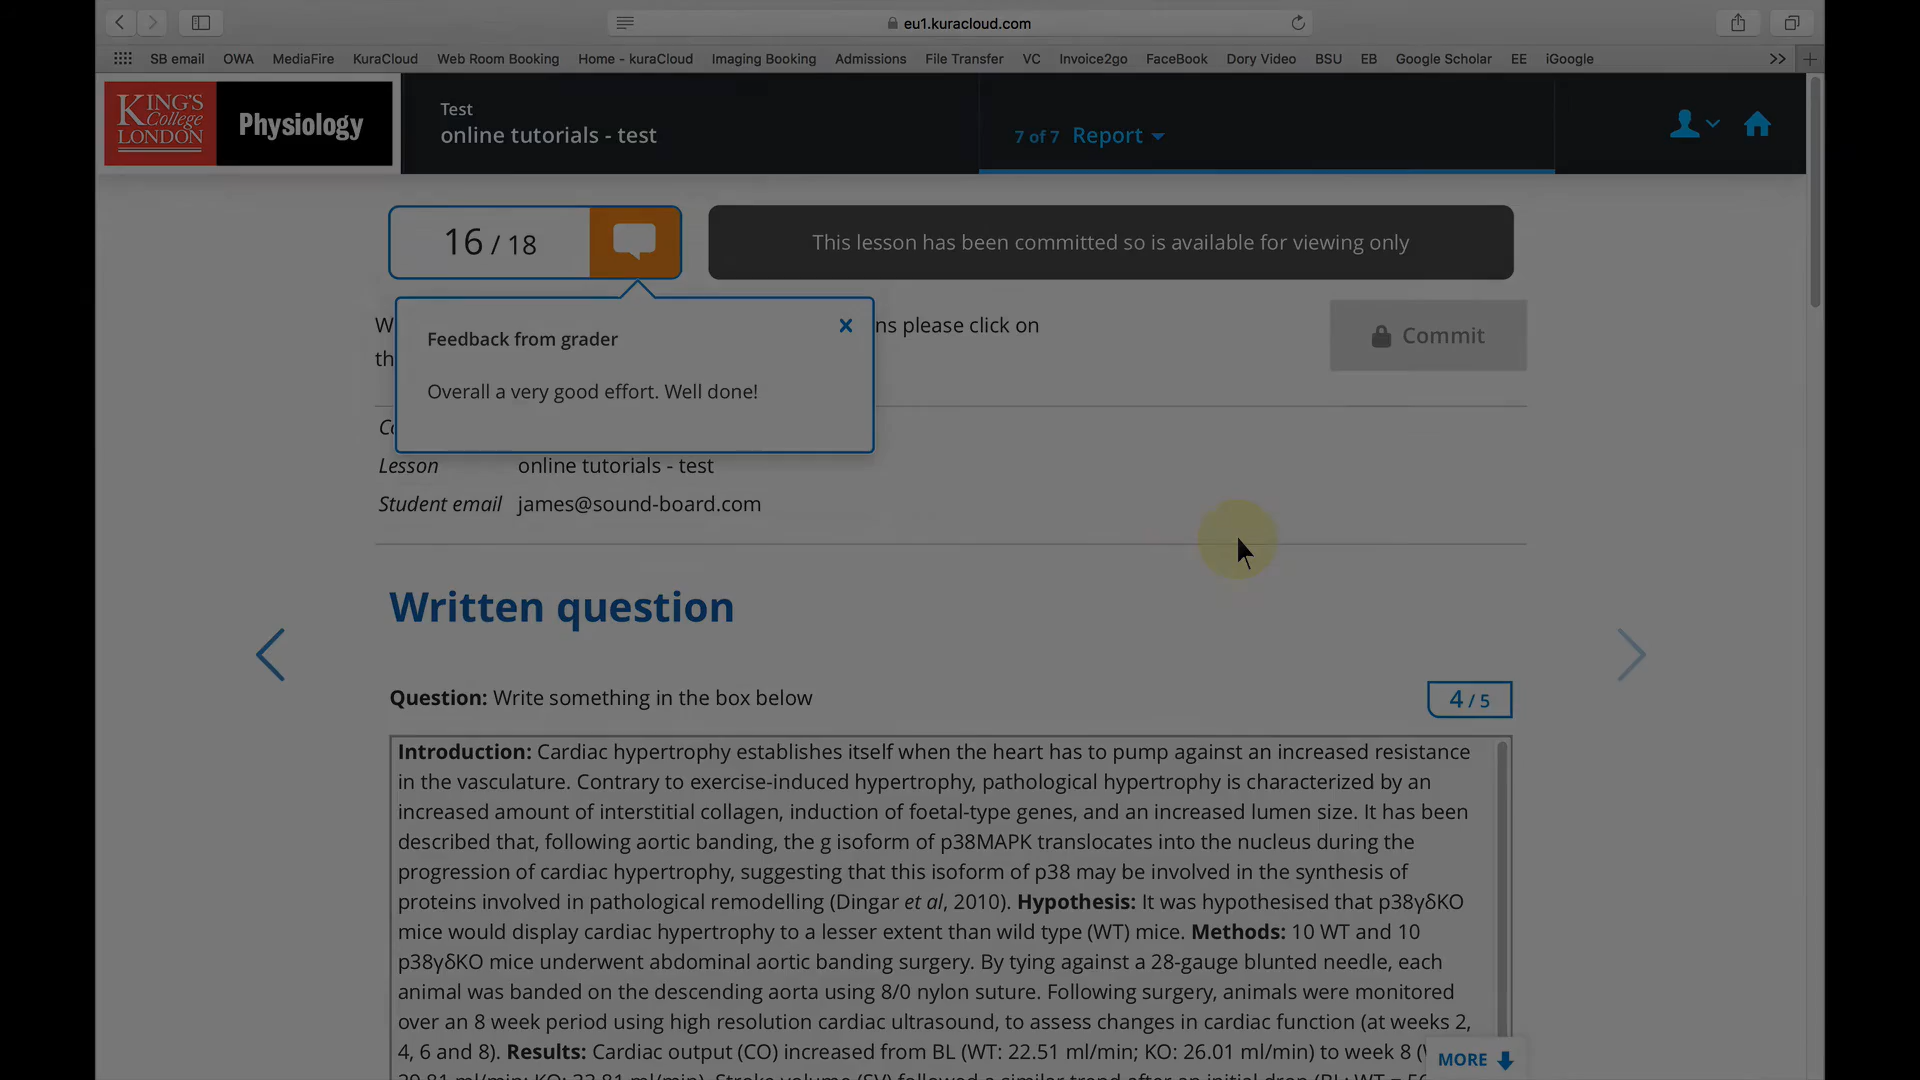 eu1.kuracloud.com
SB email OWA MediaFire KuraCloud Web Room Booking Home - kuraCloud Imaging Booking Admissions File Transfer VC Invoice2go FaceBook Dory Video BSU EB Google Scholar EE iGoogle
KING'S
College
LONDON
Physiology
Test
online tutorials - test
7 of 7 Report
16 / 18
This lesson has been committed so is available for viewing only
ns please click on
Commit
Feedback from grader
Overall a very good effort. Well done!
Lesson online tutorials - test
Student email james@sound-board.com
Written question
Question: Write something in the box below
4 / 5
Introduction: Cardiac hypertrophy establishes itself when the heart has to pump against an increased resistance
in the vasculature. Contrary to exercise-induced hypertrophy, pathological hypertrophy is characterized by an
increased amount of interstitial collagen, induction of foetal-type genes, and an increased lumen size. It has been
described that, following aortic banding, the g isoform of p38MAPK translocates into the nucleus during the
progression of cardiac hypertrophy, suggesting that this isoform of p38 may be involved in the synthesis of
proteins involved in pathological remodelling (Dingar et al, 2010). Hypothesis: It was hypothesised that p38γδKO
mice would display cardiac hypertrophy to a lesser extent than wild type (WT) mice. Methods: 10 WT and 10
p38γδKO mice underwent abdominal aortic banding surgery. By tying against a 28-gauge blunted needle, each
animal was banded on the descending aorta using 8/0 nylon suture. Following surgery, animals were monitored
over an 8 week period using high resolution cardiac ultrasound, to assess changes in cardiac function (at weeks 2,
4, 6 and 8). Results: Cardiac output (CO) increased from BL (WT: 22.51 ml/min; KO: 26.01 ml/min) to week 8
MORE